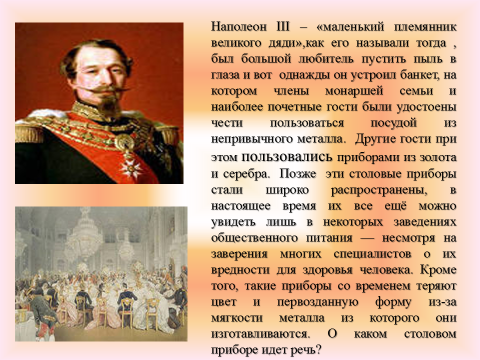 Наполеон III – «маленький племянник
великого дяди»,как его называли тогда ,
был большой любитель пустить пыль в
глаза и вот однажды он устроил банкет, на
котором члены монаршей семьи и
наиболее почетные гости были удостоены
чести пользоваться посудой из
непривычного металла. Другие гости при
этом пользовались приборами из золота
и серебра. Позже эти столовые приборы
стали широко распространены, в
настоящее время их все ещё можно
увидеть лишь в некоторых заведениях
общественного питания — несмотря на
заверения многих специалистов о их
вредности для здоровья человека. Кроме
того, такие приборы со временем теряют
цвет и первозданную форму из-за
мягкости металла из которого они
изготавливаются. О каком столовом
приборе идет речь?